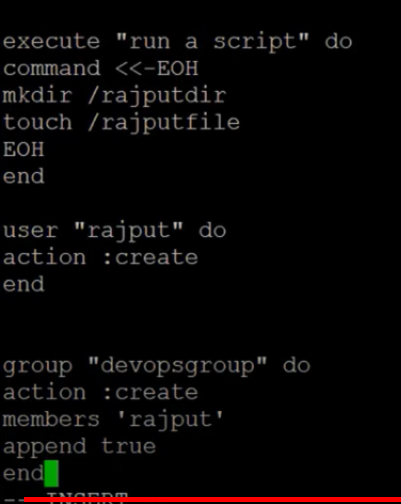 execute "run a script" do
command <<-EOH
mkdir /rajputdir
touch /rajputfile
EOH
end
user "rajput" do
action :create
end
group "devopsgroup" do
action :create
members 'rajput'
append true
end
-- INSERT